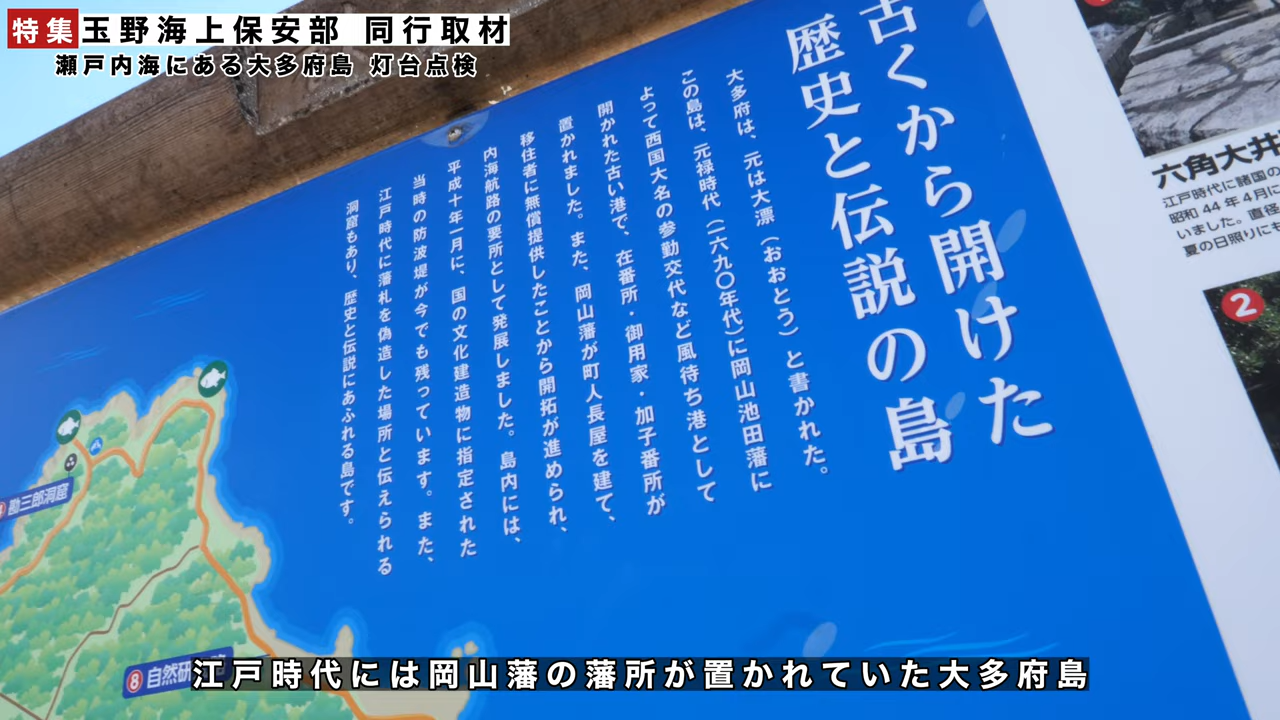 特集 玉野海上保安部 同行取材
瀬戸内海にある大多府島 灯台点検
古くから開けた
歴史と伝説の島
大多府は、元は大漂（おおとう）と書かれた。
この島は、元禄時代（一六九〇年代）に岡山池田藩に
よって西国大名の参勤交代など風待ち港として
開かれた古い港で、在番所・御用家・加子番所が
置かれました。また、岡山藩が町人長屋を建て、
移住者に無償提供したことから開拓が進められ、
内海航路の要所として発展しました。島内には、
平成十年一月に、国の文化建造物に指定された
当時の防波堤が今でも残っています。また、
江戸時代に藩札を偽造した場所と伝えられる
洞窟もあり、歴史と伝説にあふれる島です。
六角大井
江戸時代に諸国の
昭和44年4月に
いました。直径
夏の日照りにも
2
勘三郎洞窟
8 自然研
江戸時代には岡山藩の藩所が置かれていた大多府島